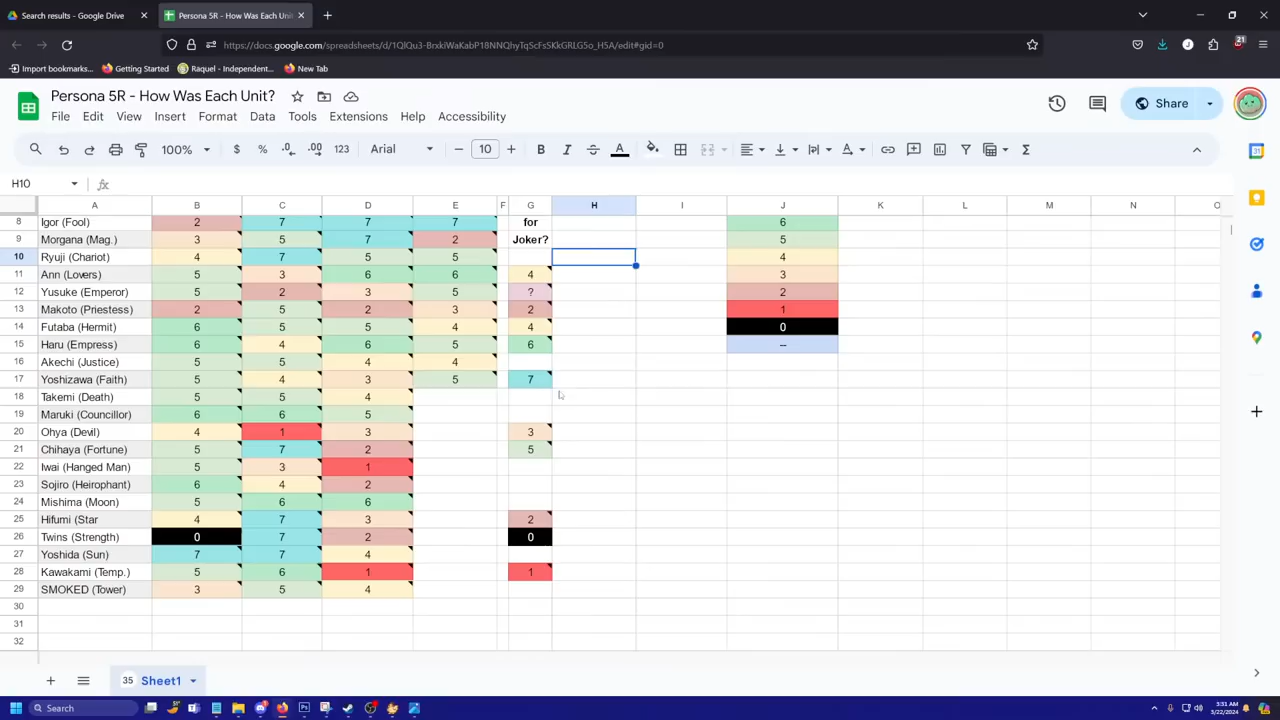 Search results - Google Drive
Persona 5R - How Was Each Unit?
https://docs.google.com/spreadsheets/d/1QlQu3-BrxkiWaKabP18NNQhyTqScFsSKkGRLG5o_H5A/edit#gid=0
21
Import bookmarks...
Getting Started
Raquel - Independent...
New Tab
Persona 5R - How Was Each Unit?
File Edit View Insert Format Data Tools Extensions Help Accessibility
Share
100% $ % .0 .00 123 Arial 10 B I A
H10 fx
A B C D E F G H I J K L M N O
8 Igor (Fool) 2 7 7 7 for 6
9 Morgana (Mag.) 3 5 7 2 Joker? 5
10 Ryuji (Chariot) 4 7 5 5 4
11 Ann (Lovers) 5 3 6 6 4 3
12 Yusuke (Emperor) 5 2 3 5 ? 2
13 Makoto (Priestess) 2 5 2 3 2 1
14 Futaba (Hermit) 6 5 5 4 4 0
15 Haru (Empress) 6 4 6 5 6 --
16 Akechi (Justice) 5 5 4 4
17 Yoshizawa (Faith) 5 4 3 5 7
18 Takemi (Death) 5 5 4
19 Maruki (Councillor) 6 6 5
20 Ohya (Devil) 4 1 3 3
21 Chihaya (Fortune) 5 7 2 5
22 Iwai (Hanged Man) 5 3 1
23 Sojiro (Heirophant) 6 4 2
24 Mishima (Moon) 5 6 6
25 Hifumi (Star 4 7 3 2
26 Twins (Strength) 0 7 2 0
27 Yoshida (Sun) 7 7 4
28 Kawakami (Temp.) 5 6 1 1
29 SMOKED (Tower) 3 5 4
30
31
32
35 Sheet1
Search
3:31 AM
3/22/2024